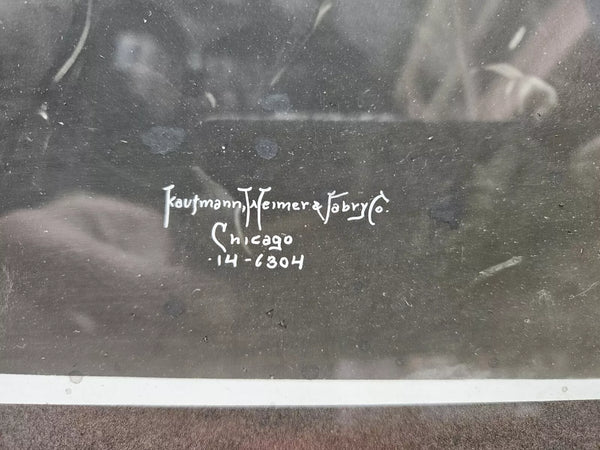 Kaufmann, Weimer & Fabry Co.
Chicago
14-6304